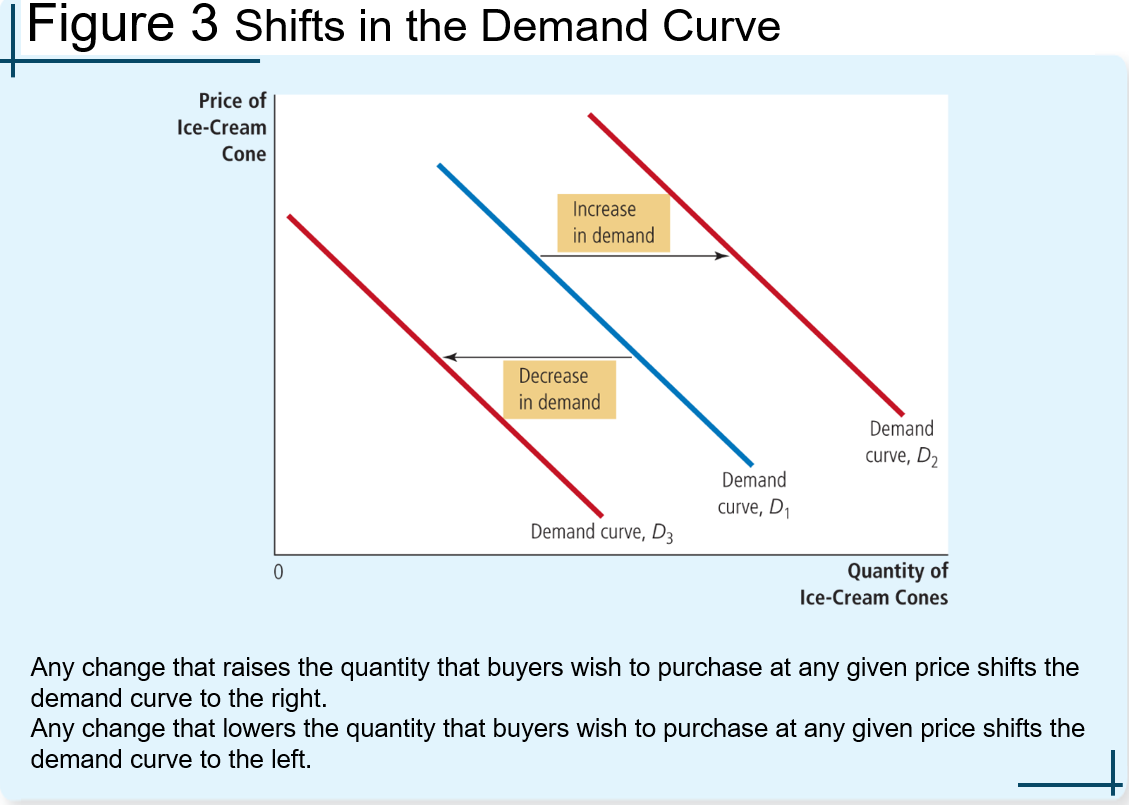 Figure 3 Shifts in the Demand Curve
Price of
Ice-Cream
Cone
Increase
in demand
Decrease
in demand
Demand
curve, D₂
Demand
curve, D₁
Demand curve, D₃
0
Quantity of
Ice-Cream Cones
Any change that raises the quantity that buyers wish to purchase at any given price shifts the
demand curve to the right.
Any change that lowers the quantity that buyers wish to purchase at any given price shifts the
demand curve to the left.